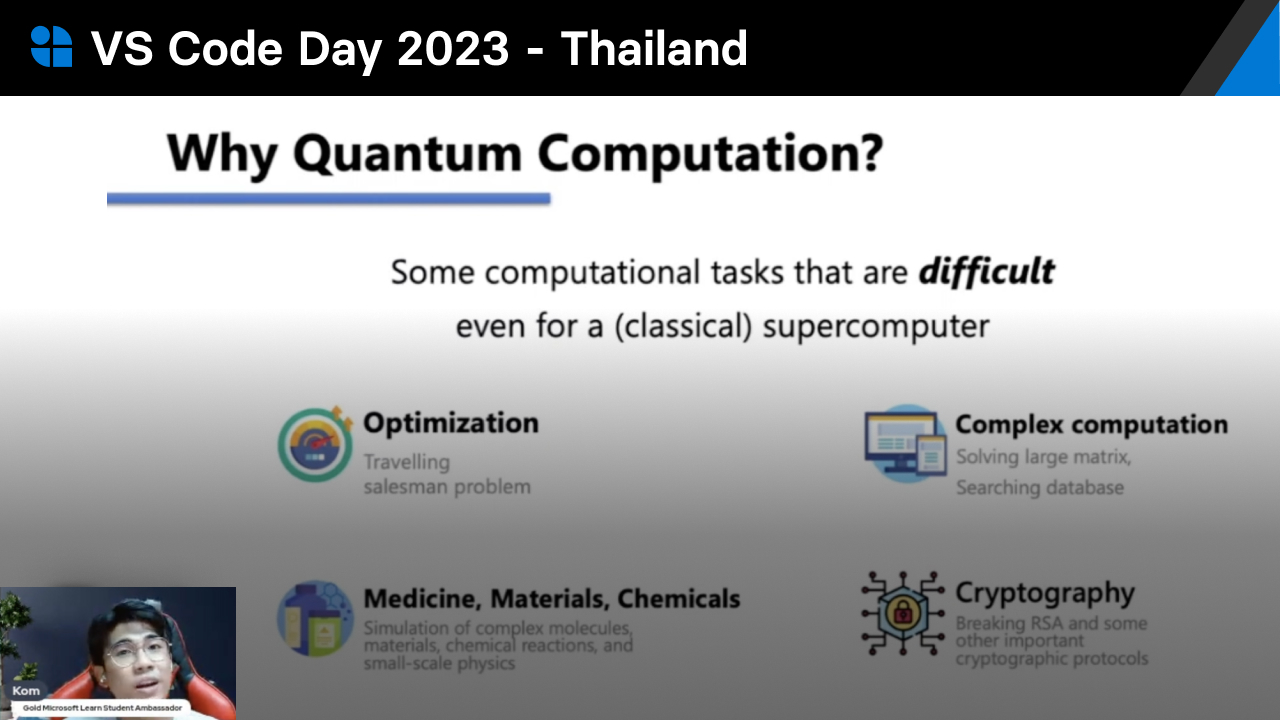 VS Code Day 2023 - Thailand
Why Quantum Computation?
Some computational tasks that are difficult
even for a (classical) supercomputer
Optimization
Travelling
salesman problem
Complex computation
Solving large matrix,
Searching database
Medicine, Materials, Chemicals
Simulation of complex molecules,
materials, chemical reactions, and
small-scale physics
Cryptography
Breaking RSA and some
other important
cryptographic protocols
Kom
Gold Microsoft Learn Student Ambassador